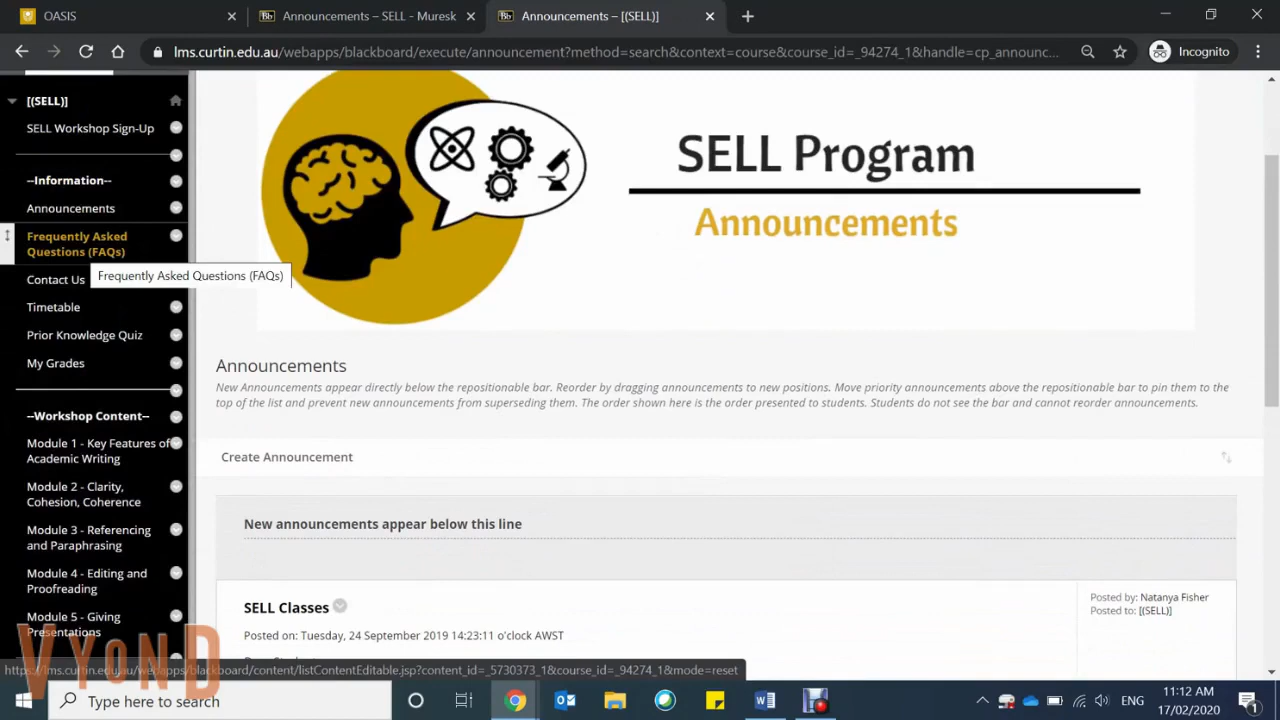 OASIS
Announcements – SELL - Muresk
Announcements – [(SELL)]
lms.curtin.edu.au/webapps/blackboard/execute/announcement?method=search&context=course&course_id=_94274_1&handle=cp_announc...
Incognito
[(SELL)]
SELL Workshop Sign-Up
--Information--
Announcements
Frequently Asked
Questions (FAQs)
Frequently Asked Questions (FAQs)
Contact Us
Timetable
Prior Knowledge Quiz
My Grades
--Workshop Content--
Module 1 - Key Features of
Academic Writing
Module 2 - Clarity,
Cohesion, Coherence
Module 3 - Referencing
and Paraphrasing
Module 4 - Editing and
Proofreading
Module 5 - Giving
Presentations
SELL Program
Announcements
Announcements
New Announcements appear directly below the repositionable bar. Reorder by dragging announcements to new positions. Move priority announcements above the repositionable bar to pin them to the
top of the list and prevent new announcements from superseding them. The order shown here is the order presented to students. Students do not see the bar and cannot reorder announcements.
Create Announcement
New announcements appear below this line
SELL Classes
Posted on: Tuesday, 24 September 2019 14:23:11 o'clock AWST
Posted by: Natanya Fisher
Posted to: [(SELL)]
VYOND
https://lms.curtin.edu.au/webapps/blackboard/content/listContentEditable.jsp?content_id=_5730373_1&course_id=_94274_1&mode=reset
Type here to search
ENG
11:12 AM
17/02/2020